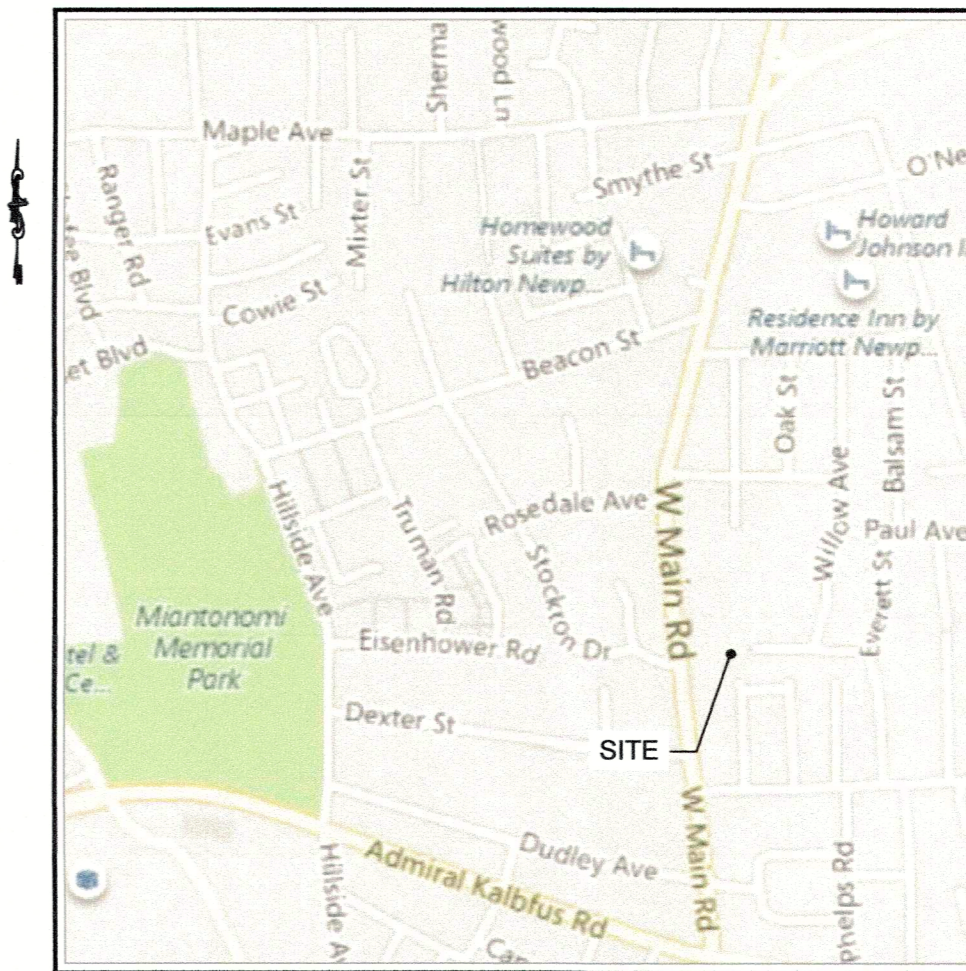 Sherma
wood Ln
Maple Ave
Smythe St
O'Ne
Ranger Rd
Mixter St
Evans St
Homewood
Suites by
Hilton Newp...
Howard
Johnson I
fee Blvd
Cowie St
Residence Inn by
Marriott Newp...
et Blvd
Beacon St
Oak St
Balsam St
Hillside Ave
Truman Rd
Rosedale Ave
W Main Rd
Willow Ave
Paul Ave
Stockton Dr
Everett St
Miantonomi
Memorial
Park
tel &
Ce...
Eisenhower Rd
Dexter St
SITE
W Main Rd
Dudley Ave
Admiral Kalbfus Rd
Hillside Av
Phelps Rd